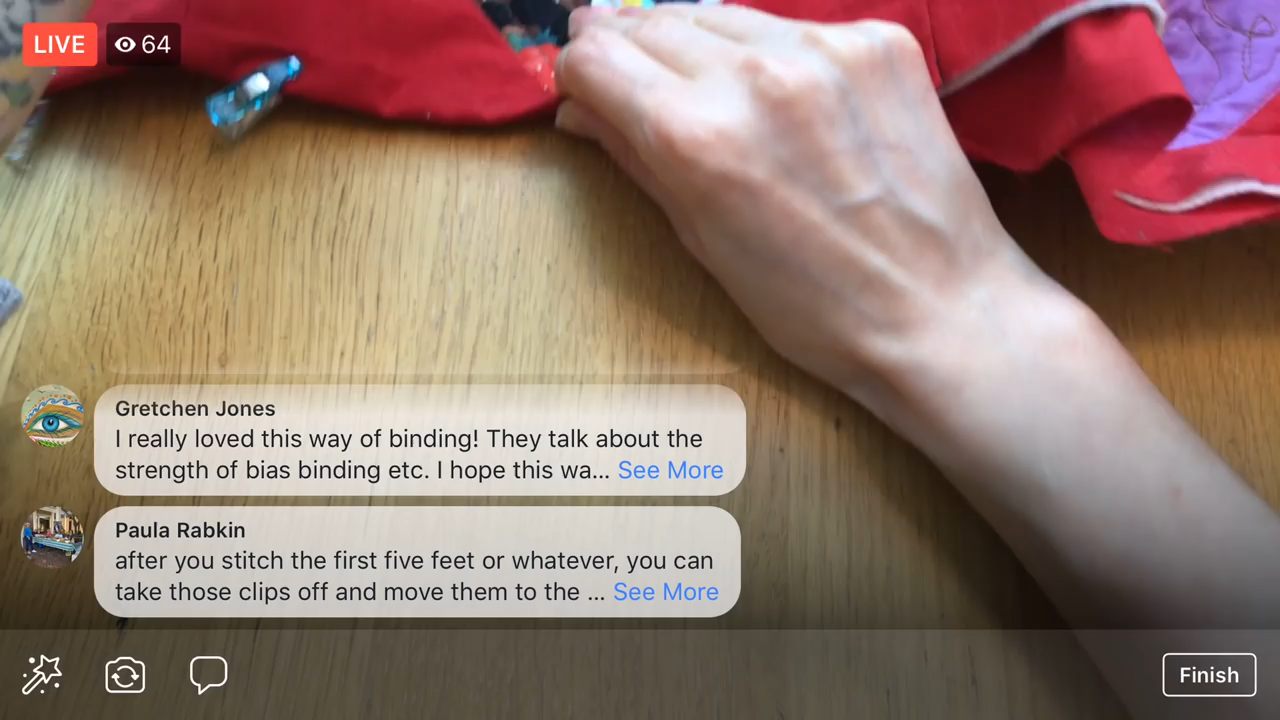 LIVE
64
Gretchen Jones
I really loved this way of binding! They talk about the
strength of bias binding etc. I hope this wa... See More
Paula Rabkin
after you stitch the first five feet or whatever, you can
take those clips off and move them to the ... See More
Finish